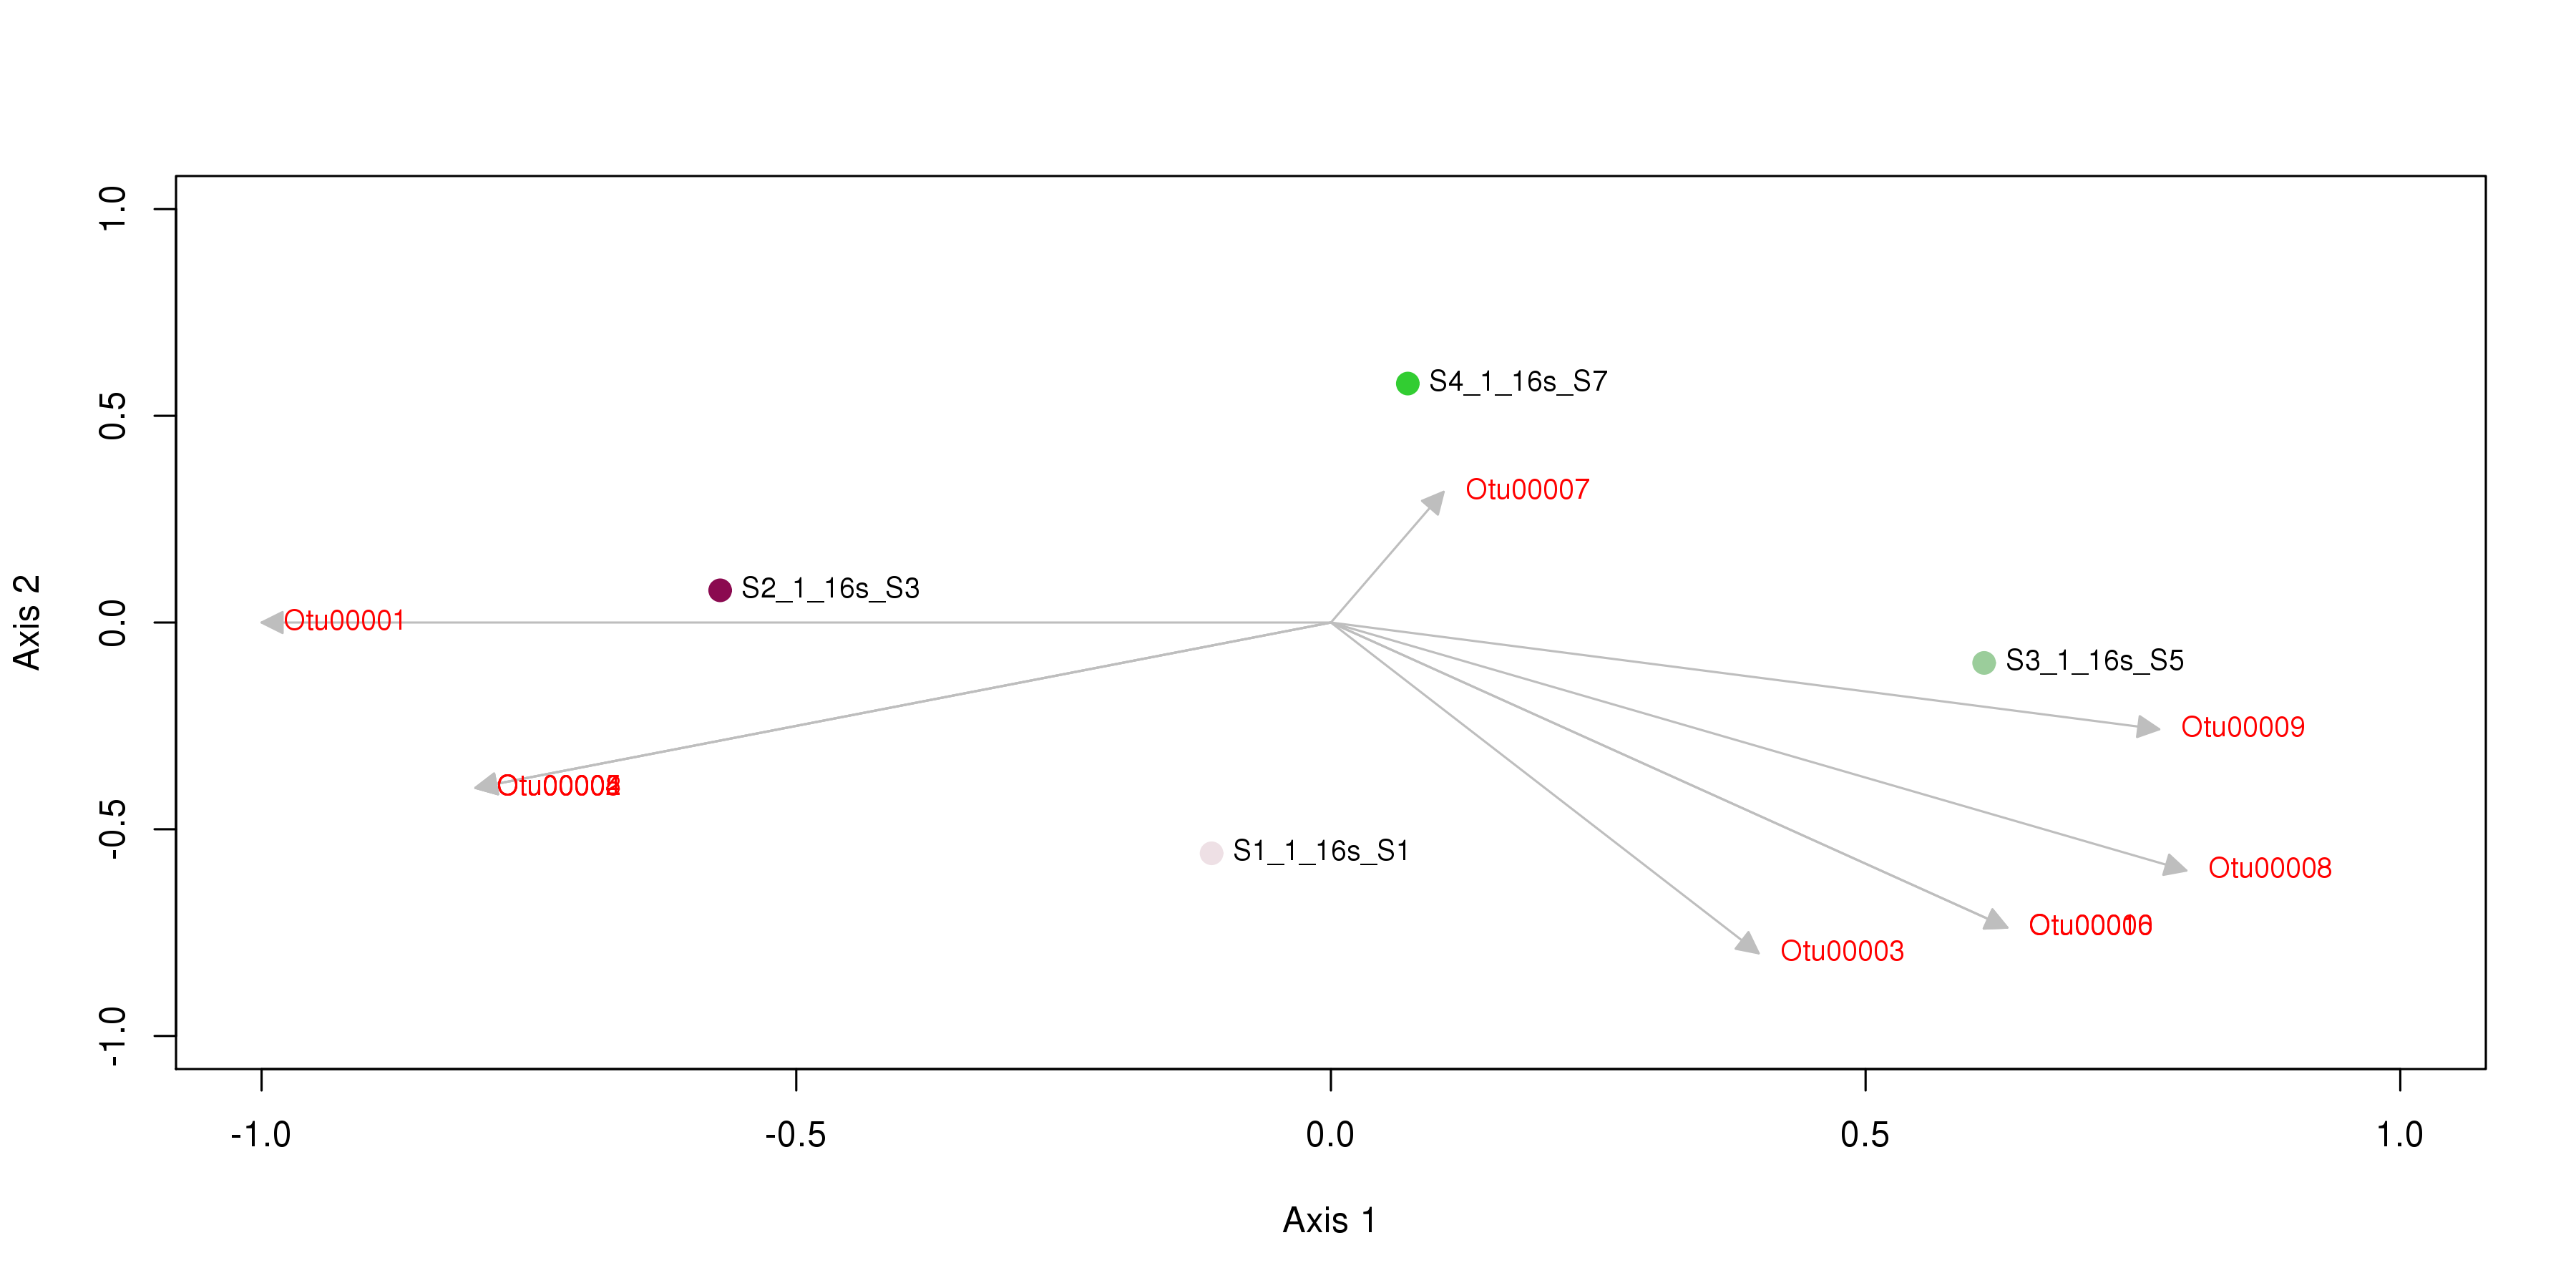 1.0
0.5
0.0
-0.5
-1.0
Axis 2
S4_1_16s_S7
Otu00007
S2_1_16s_S3
Otu00001
S3_1_16s_S5
Otu00009
S1_1_16s_S1
Otu00008
Otu00003
-1.0
-0.5
0.0
0.5
1.0
Axis 1